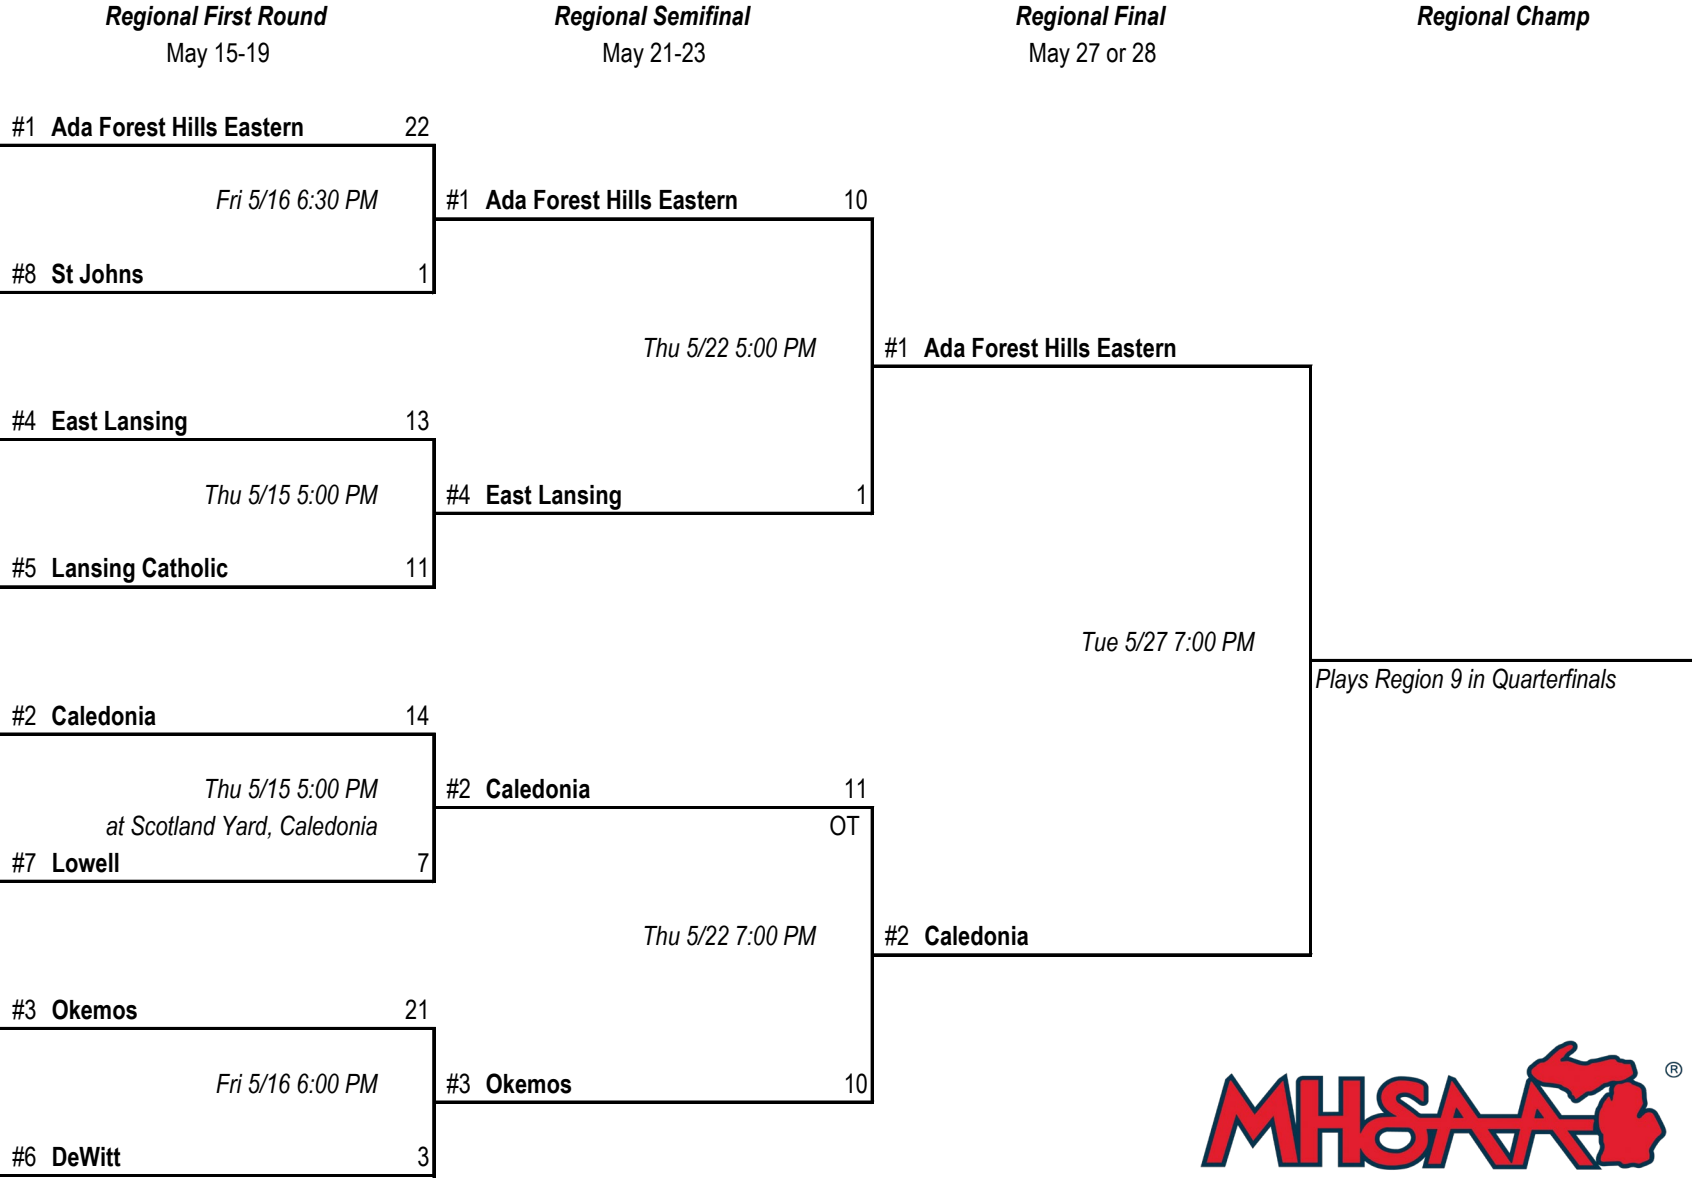 Regional First Round Regional Semifinal Regional Final Regional Champ
May 15-19 May 21-23 May 27 or 28
#1 Ada Forest Hills Eastern 22
Fri 5/16 6:30 PM #1 Ada Forest Hills Eastern 10
#8 St Johns 1
Thu 5/22 5:00 PM #1 Ada Forest Hills Eastern
#4 East Lansing 13
Thu 5/15 5:00 PM #4 East Lansing 1
#5 Lansing Catholic 11
Tue 5/27 7:00 PM
Plays Region 9 in Quarterfinals
#2 Caledonia 14
Thu 5/15 5:00 PM #2 Caledonia 11
at Scotland Yard, Caledonia OT
#7 Lowell 7
Thu 5/22 7:00 PM #2 Caledonia
#3 Okemos 21
Fri 5/16 6:00 PM #3 Okemos 10
MHSAA ®
#6 DeWitt 3